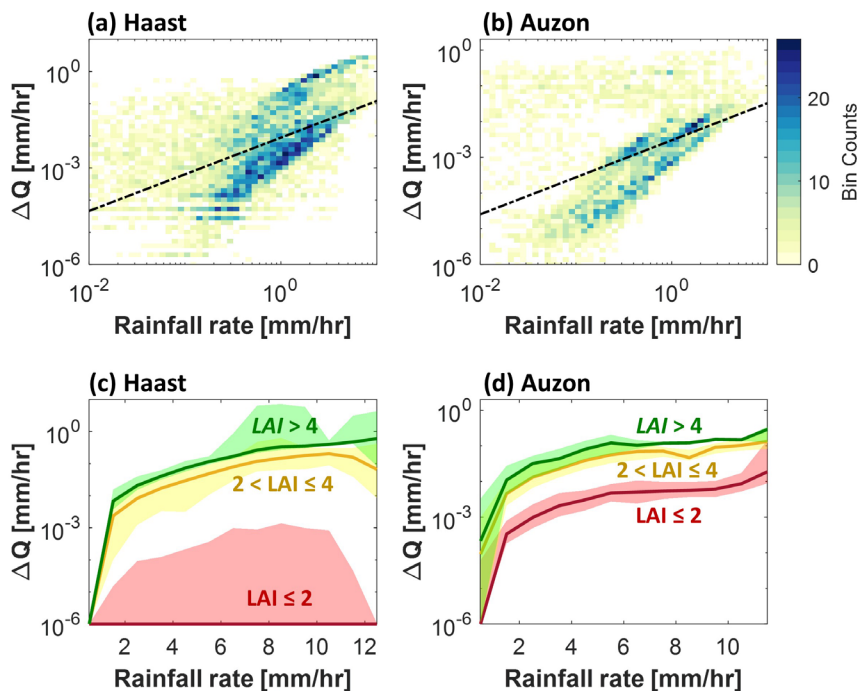 (a) Haast
(b) Auzon
ΔQ [mm/hr]
10^0
10^-3
10^-6
10^-2
10^0
Rainfall rate [mm/hr]
ΔQ [mm/hr]
10^0
10^-3
10^-6
10^-2
10^0
Rainfall rate [mm/hr]
20
10
0
Bin Counts
(c) Haast
(d) Auzon
ΔQ [mm/hr]
10^0
10^-3
10^-6
LAI > 4
2 < LAI ≤ 4
LAI ≤ 2
2 4 6 8 10 12
Rainfall rate [mm/hr]
ΔQ [mm/hr]
10^0
10^-3
10^-6
LAI > 4
2 < LAI ≤ 4
LAI ≤ 2
2 4 6 8 10
Rainfall rate [mm/hr]